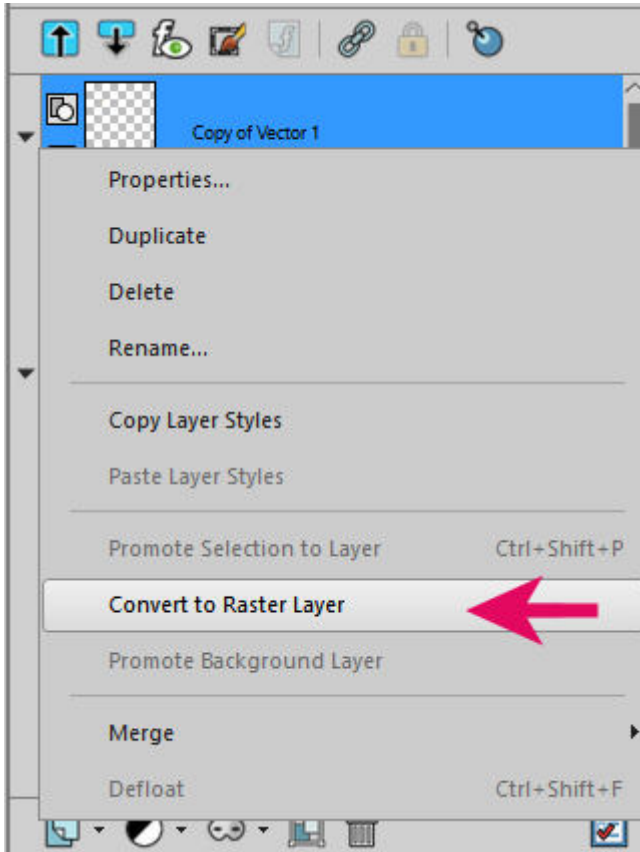 Copy of Vector 1
Properties...
Duplicate
Delete
Rename...
Copy Layer Styles
Paste Layer Styles
Promote Selection to Layer Ctrl+Shift+P
Convert to Raster Layer
Promote Background Layer
Merge
Defloat Ctrl+Shift+F